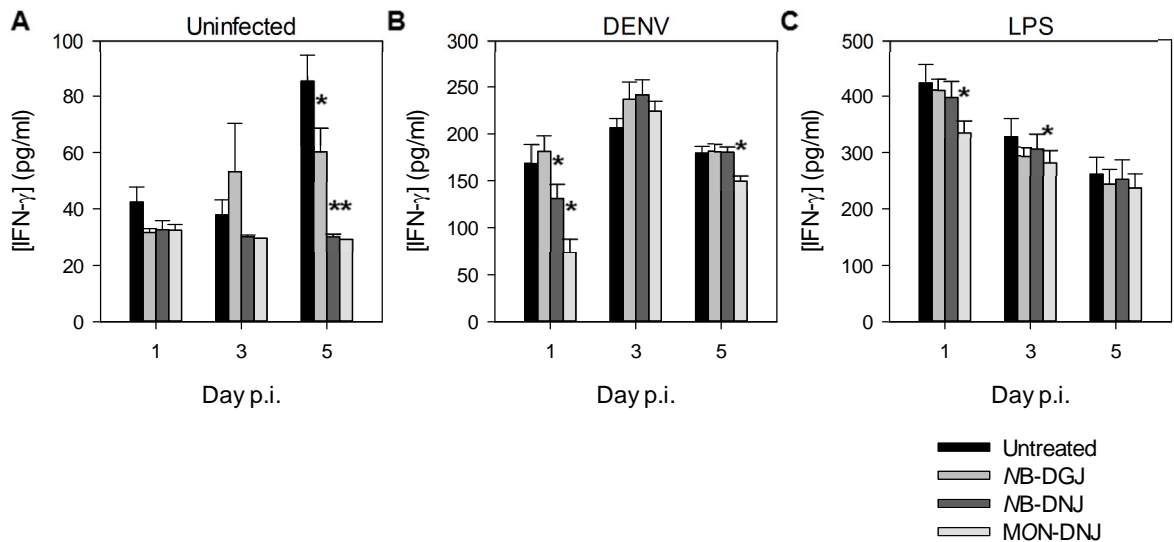 A Uninfected
[IFN-γ] (pg/ml)
100
80
60
40
20
0
*
**
1 3 5
Day p.i.
B DENV
[IFN-γ] (pg/ml)
300
250
200
150
100
50
0
*
*
*
1 3 5
Day p.i.
C LPS
[IFN-γ] (pg/ml)
500
400
300
200
100
0
*
*
1 3 5
Day p.i.
Untreated
NB-DGJ
NB-DNJ
MON-DNJ